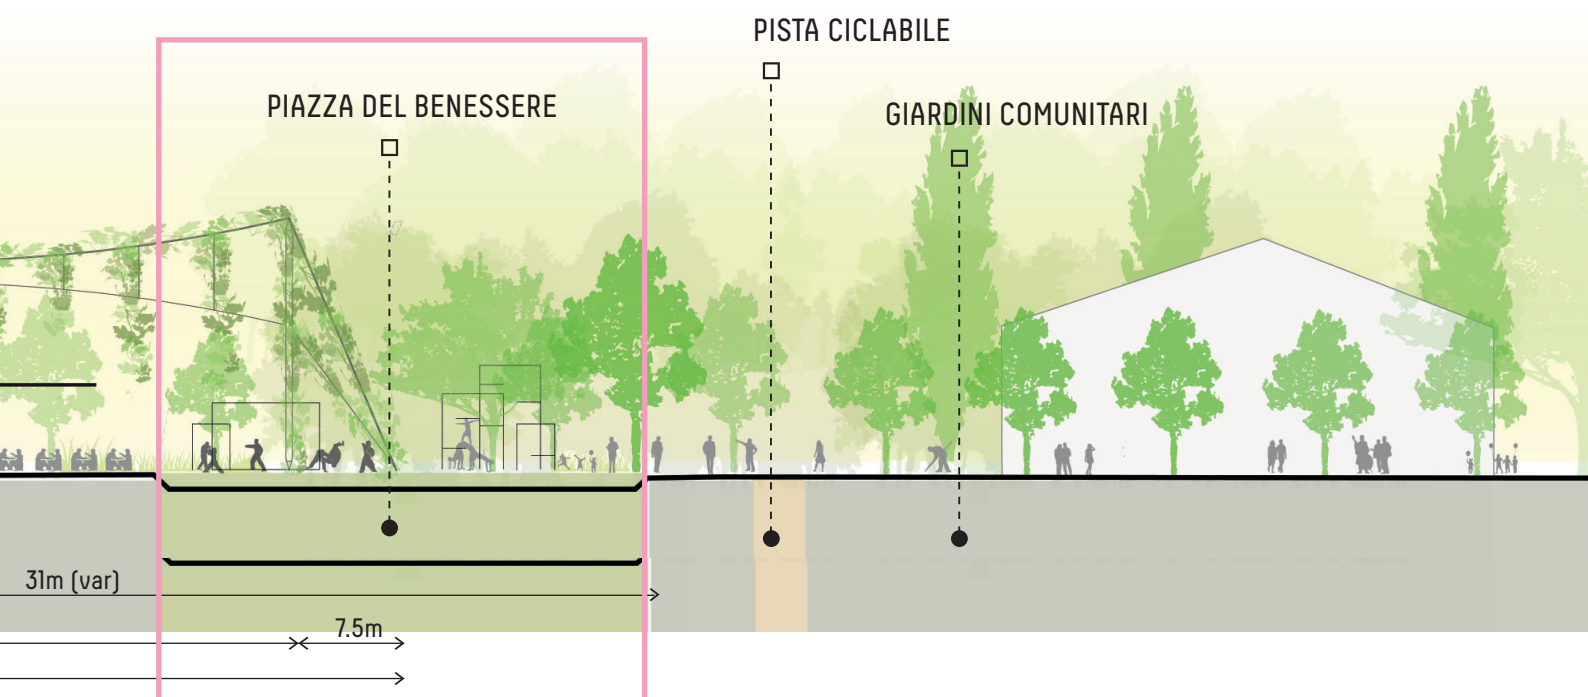 PISTA CICLABILE
PIAZZA DEL BENESSERE
GIARDINI COMUNITARI
31m (var)
7.5m